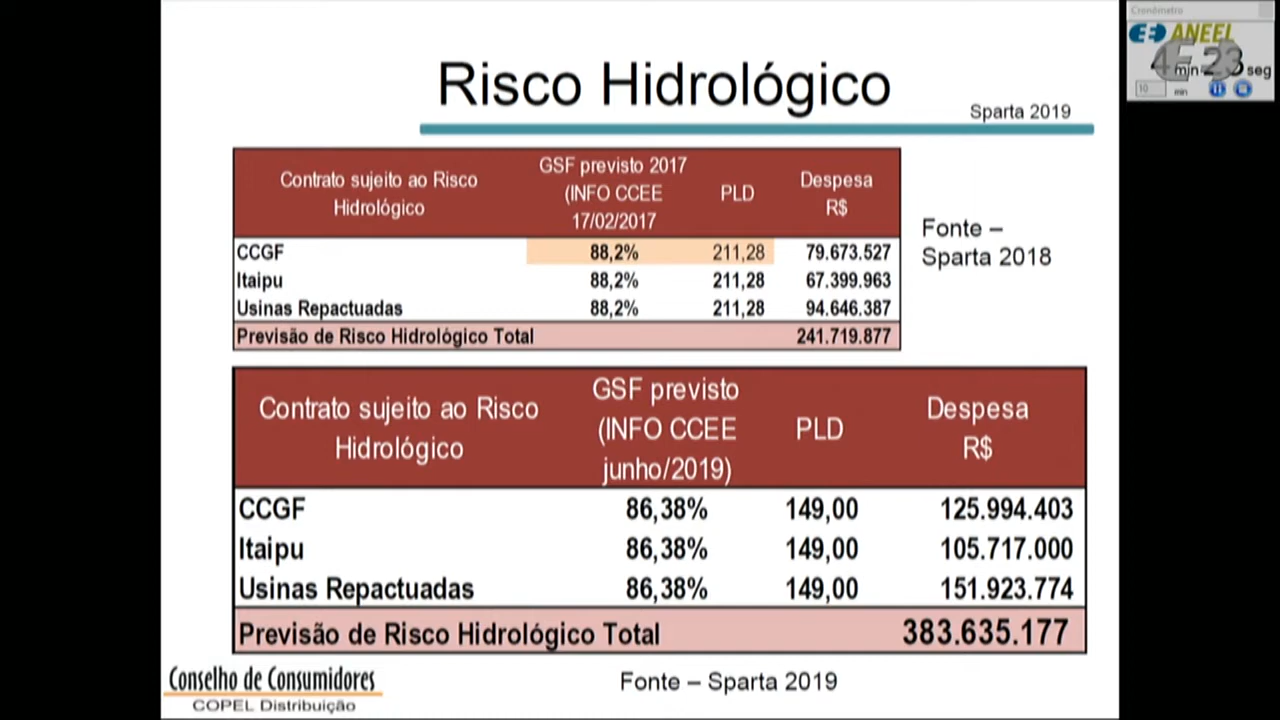 Risco Hidrológico
Sparta 2019
Contrato sujeito ao Risco Hidrológico GSF previsto 2017 (INFO CCEE 17/02/2017 PLD Despesa R$
CCGF 88,2% 211,28 79.673.527
Itaipu 88,2% 211,28 67.399.963
Usinas Repactuadas 88,2% 211,28 94.646.387
Previsão de Risco Hidrológico Total 241.719.877
Fonte –
Sparta 2018
Contrato sujeito ao Risco Hidrológico GSF previsto (INFO CCEE junho/2019) PLD Despesa R$
CCGF 86,38% 149,00 125.994.403
Itaipu 86,38% 149,00 105.717.000
Usinas Repactuadas 86,38% 149,00 151.923.774
Previsão de Risco Hidrológico Total 383.635.177
Conselho de Consumidores
COPEL Distribuição
Fonte – Sparta 2019
Cronômetro
ANEEL
min seg
10 min